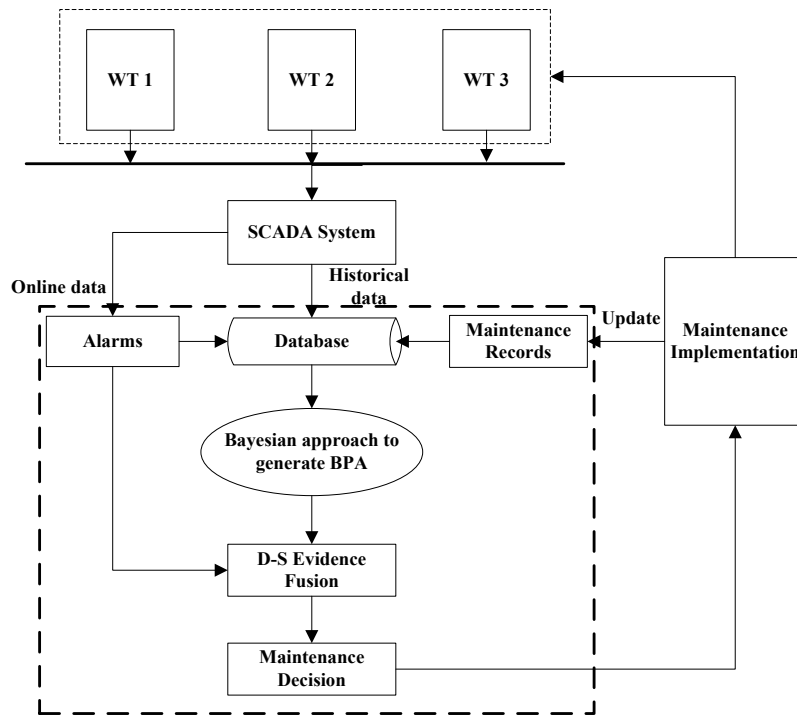 WT 1
WT 2
WT 3
SCADA System
Online data
Historical
data
Alarms
Database
Maintenance
Records
Update
Maintenance
Implementation
Bayesian approach to
generate BPA
D-S Evidence
Fusion
Maintenance
Decision